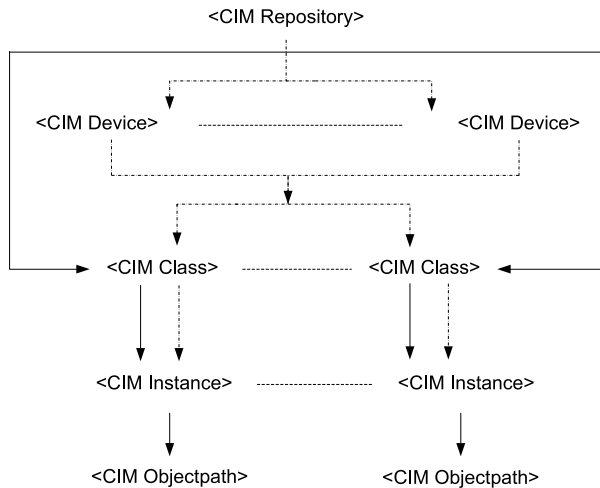 <CIM Repository>
<CIM Device>
<CIM Device>
<CIM Class>
<CIM Class>
<CIM Instance>
<CIM Instance>
<CIM Objectpath>
<CIM Objectpath>